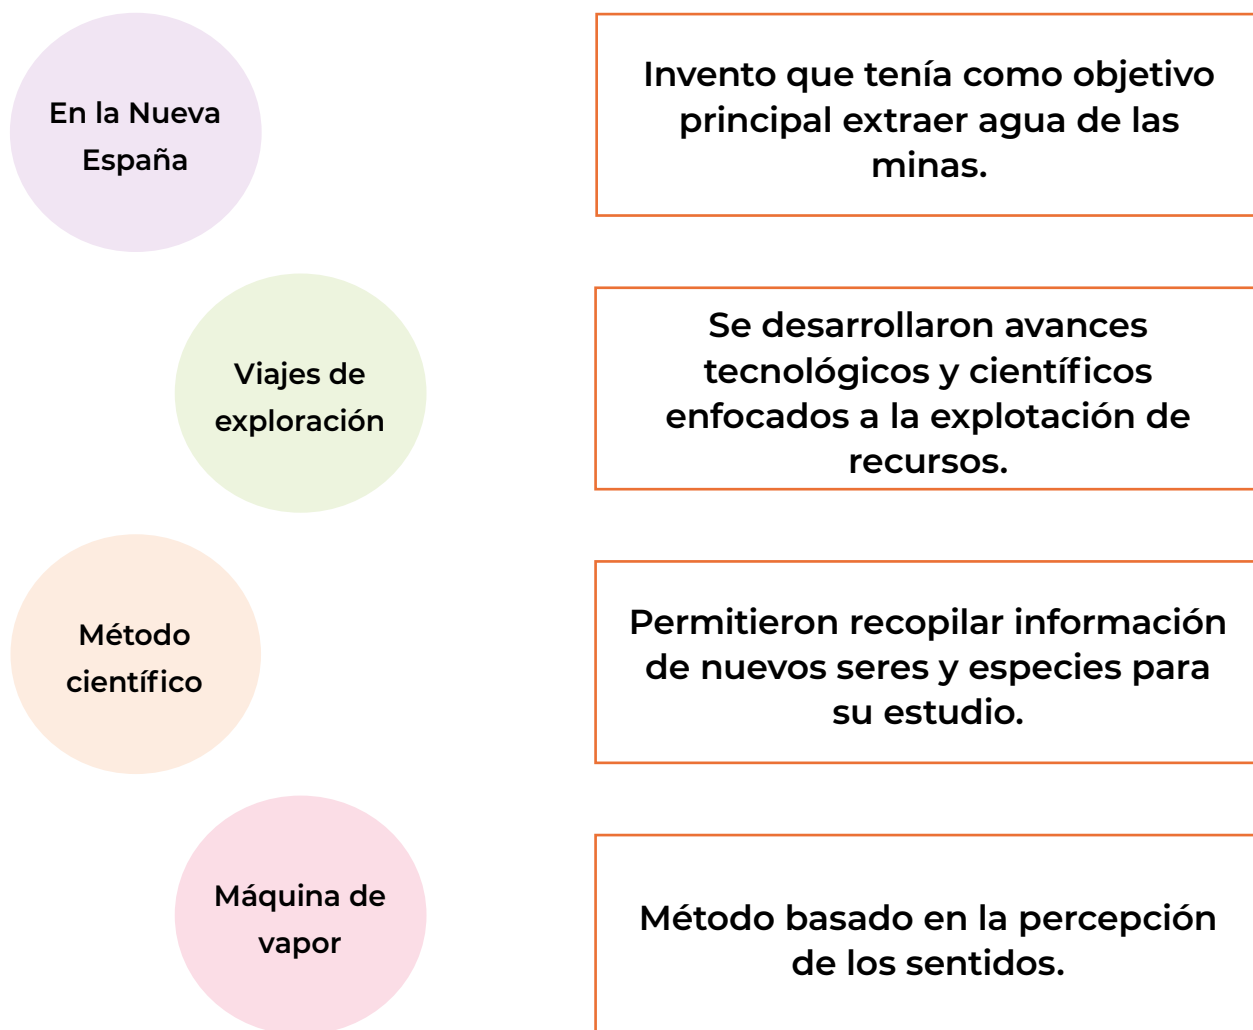 En la Nueva
España
Invento que tenía como objetivo
principal extraer agua de las
minas.
Viajes de
exploración
Se desarrollaron avances
tecnológicos y científicos
enfocados a la explotación de
recursos.
Método
científico
Permitieron recopilar información
de nuevos seres y especies para
su estudio.
Máquina de
vapor
Método basado en la percepción
de los sentidos.